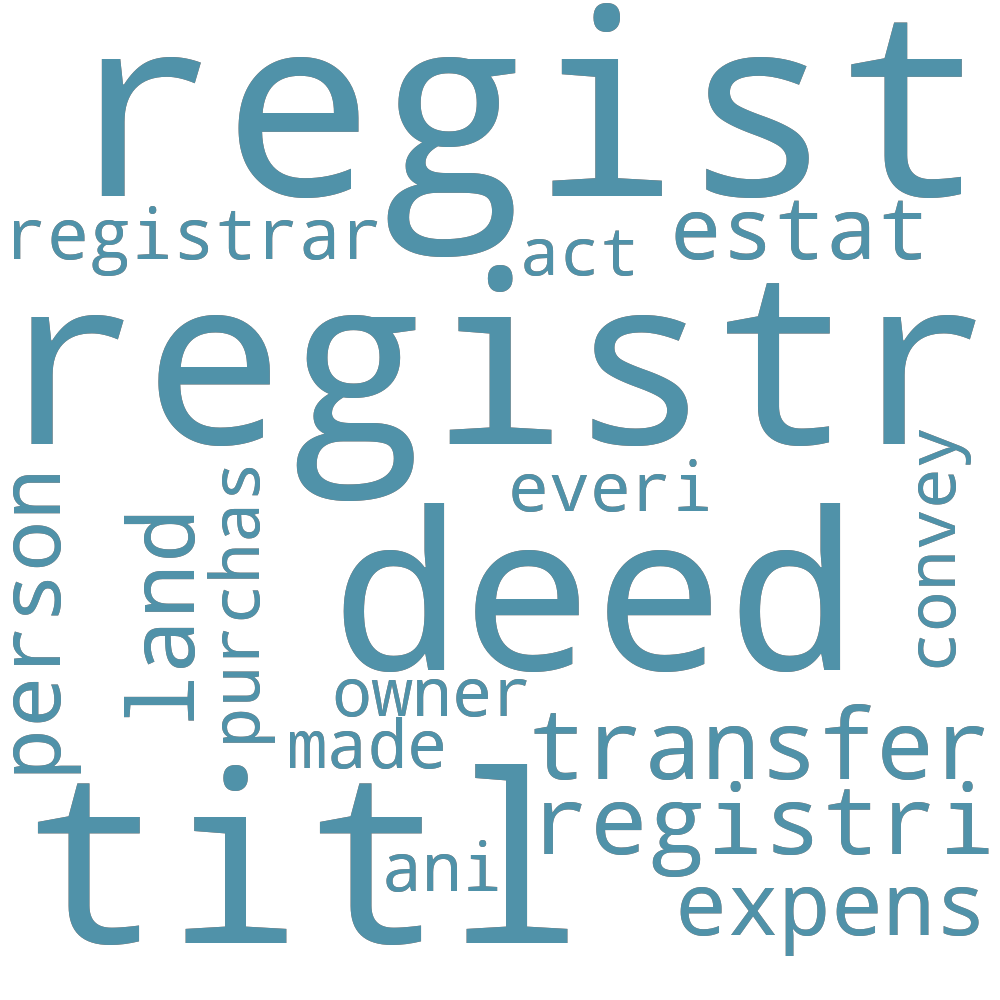 regist
registrar
act
estat
registr
person
land
purchas
everi
convey
deed
owner
made
transfer
titl
ani
registri
expens